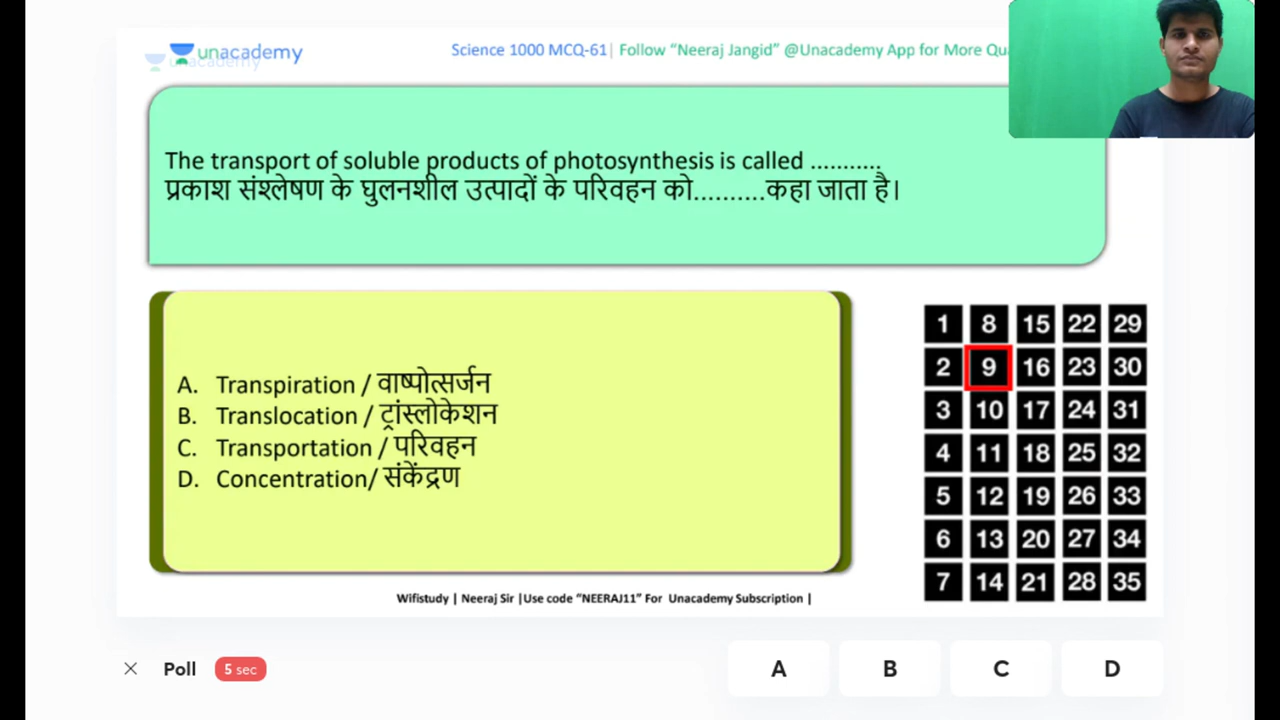 unacademy
Science 1000 MCQ-61| Follow “Neeraj Jangid” @Unacademy App for More
The transport of soluble products of photosynthesis is called ...........
प्रकाश संश्लेषण के घुलनशील उत्पादों के परिवहन को..........कहा जाता है।
A. Transpiration / वाष्पोत्सर्जन
B. Translocation / ट्रांस्लोकेशन
C. Transportation / परिवहन
D. Concentration/ संकेंद्रण
1 8 15 22 29
2 9 16 23 30
3 10 17 24 31
4 11 18 25 32
5 12 19 26 33
6 13 20 27 34
7 14 21 28 35
Wifistudy | Neeraj Sir |Use code “NEERAJ11” For Unacademy Subscription |
Poll 5 sec A B C D